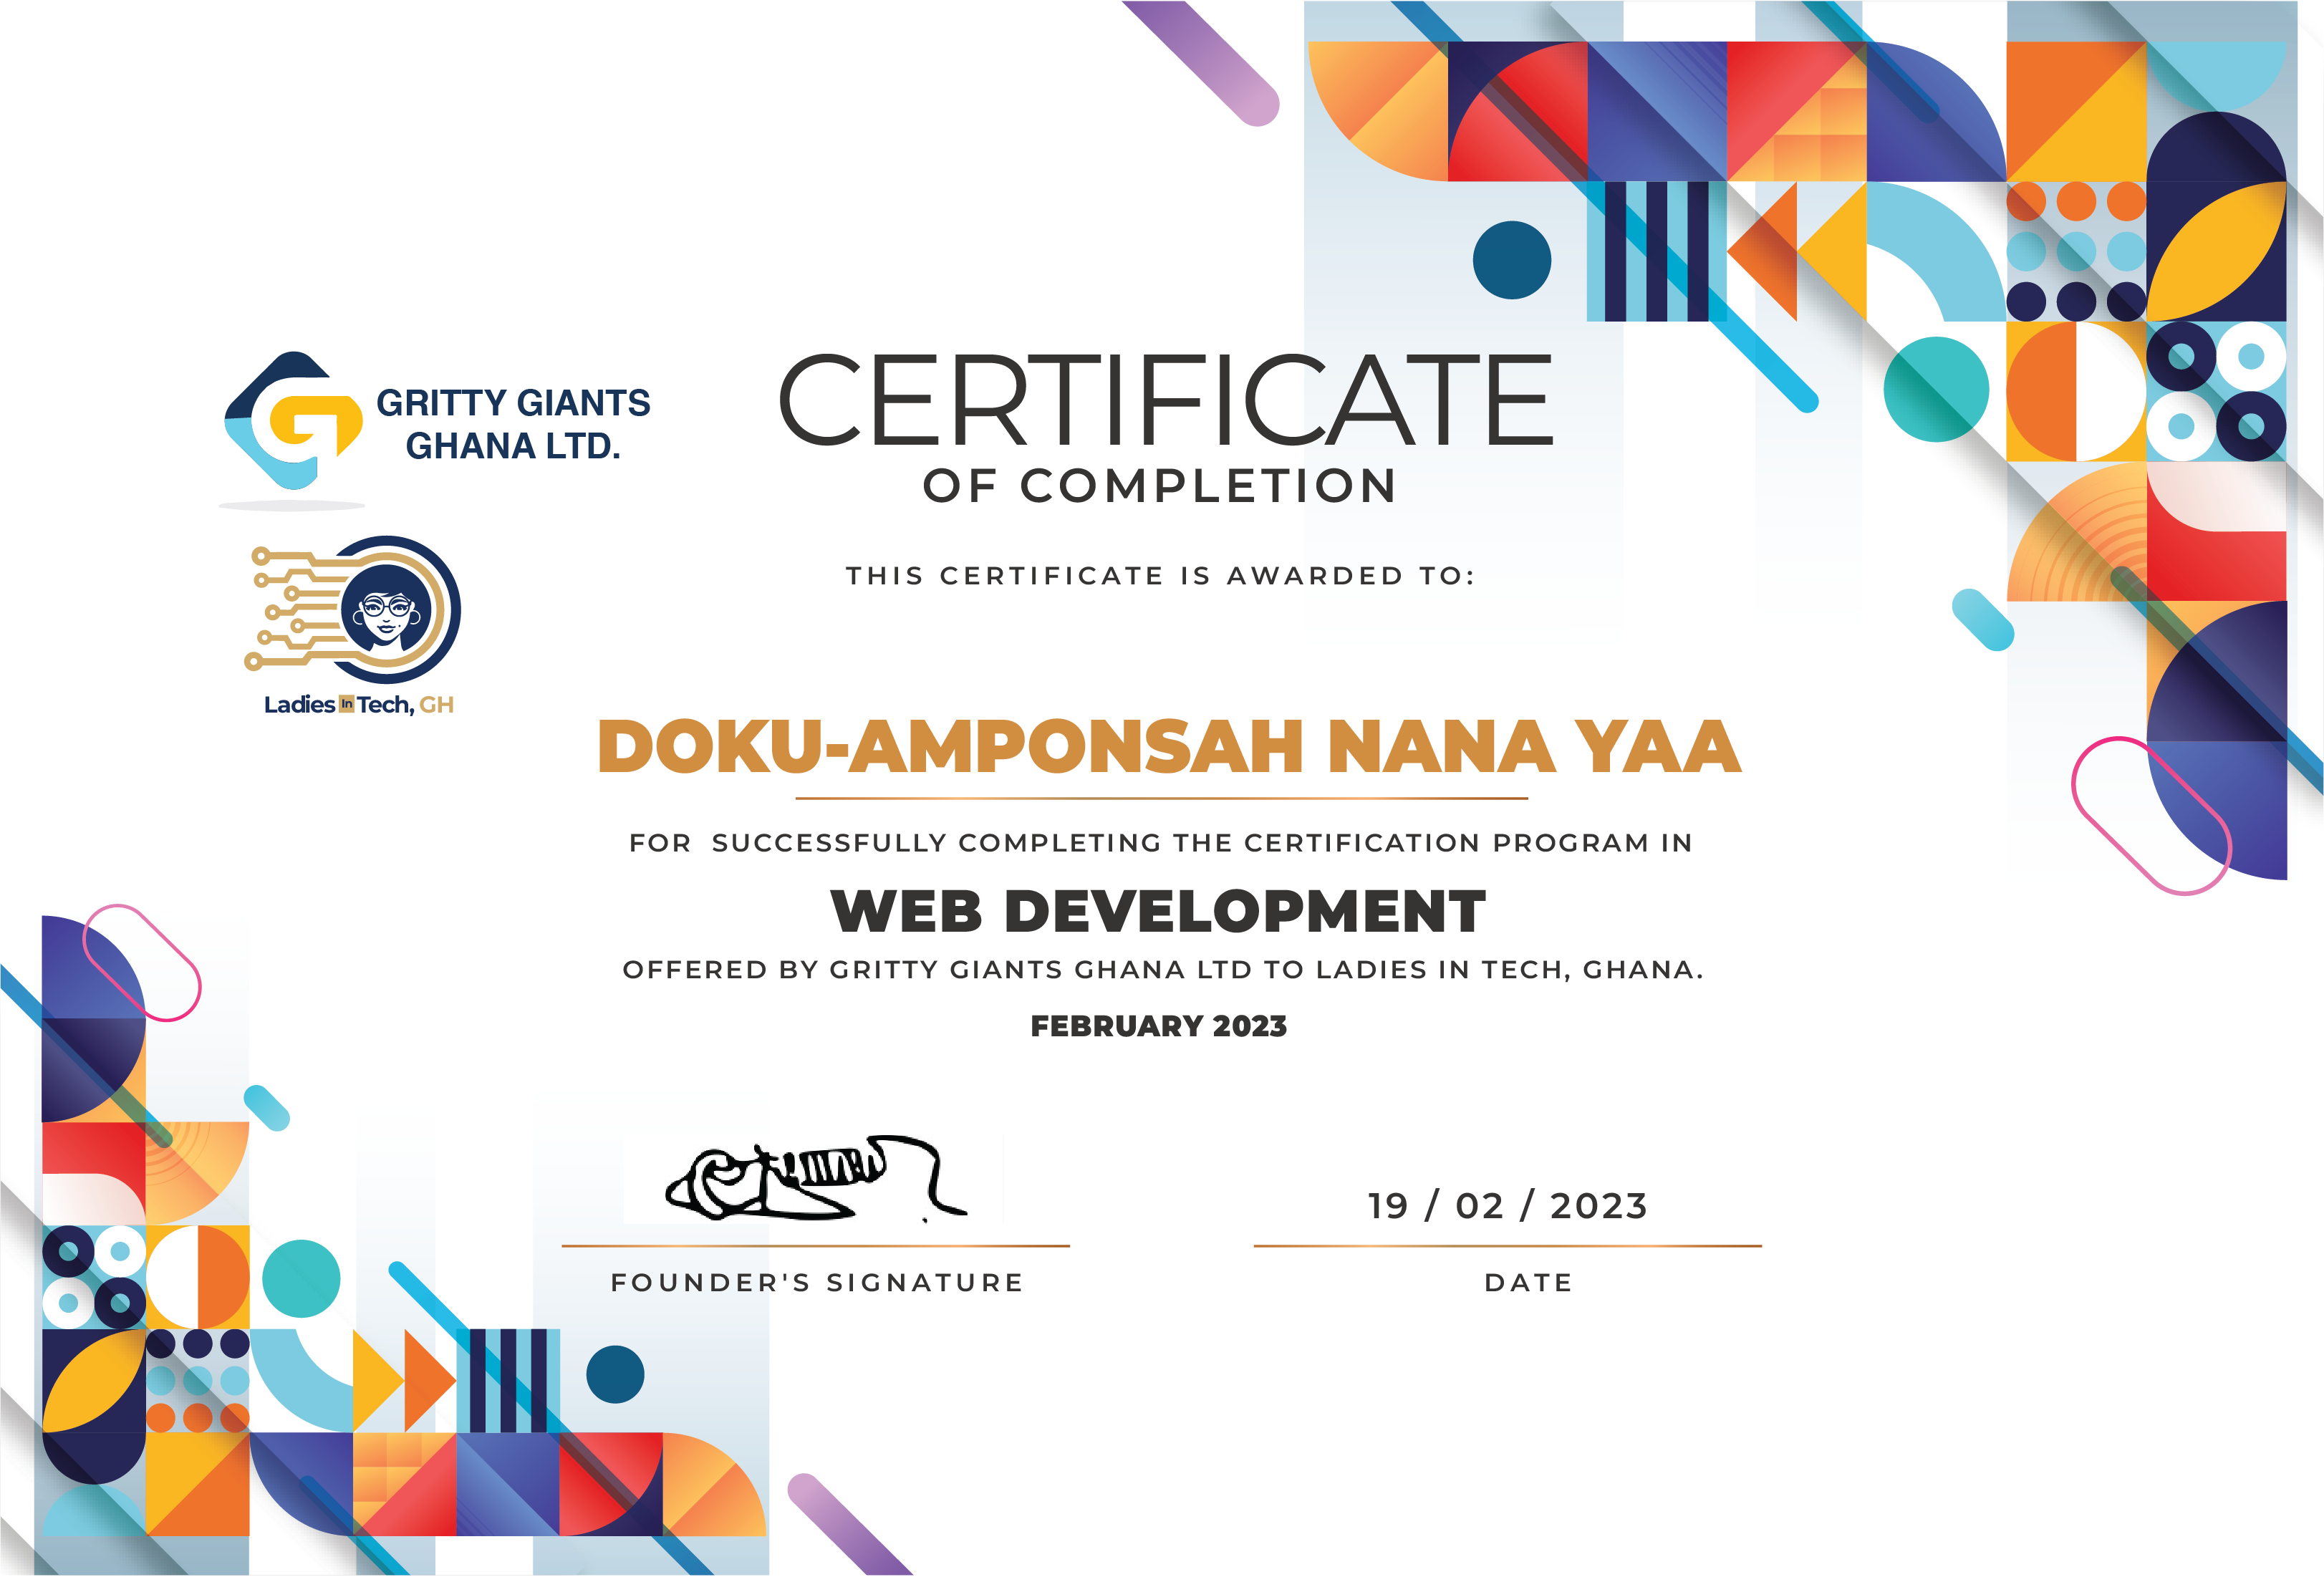 GRITTY GIANTS
GHANA LTD.
Ladies In Tech, GH
CERTIFICATE
OF COMPLETION
THIS CERTIFICATE IS AWARDED TO:
DOKU-AMPONSAH NANA YAA
FOR SUCCESSFULLY COMPLETING THE CERTIFICATION PROGRAM IN
WEB DEVELOPMENT
OFFERED BY GRITTY GIANTS GHANA LTD TO LADIES IN TECH, GHANA.
FEBRUARY 2023
19 / 02 / 2023
FOUNDER'S SIGNATURE
DATE